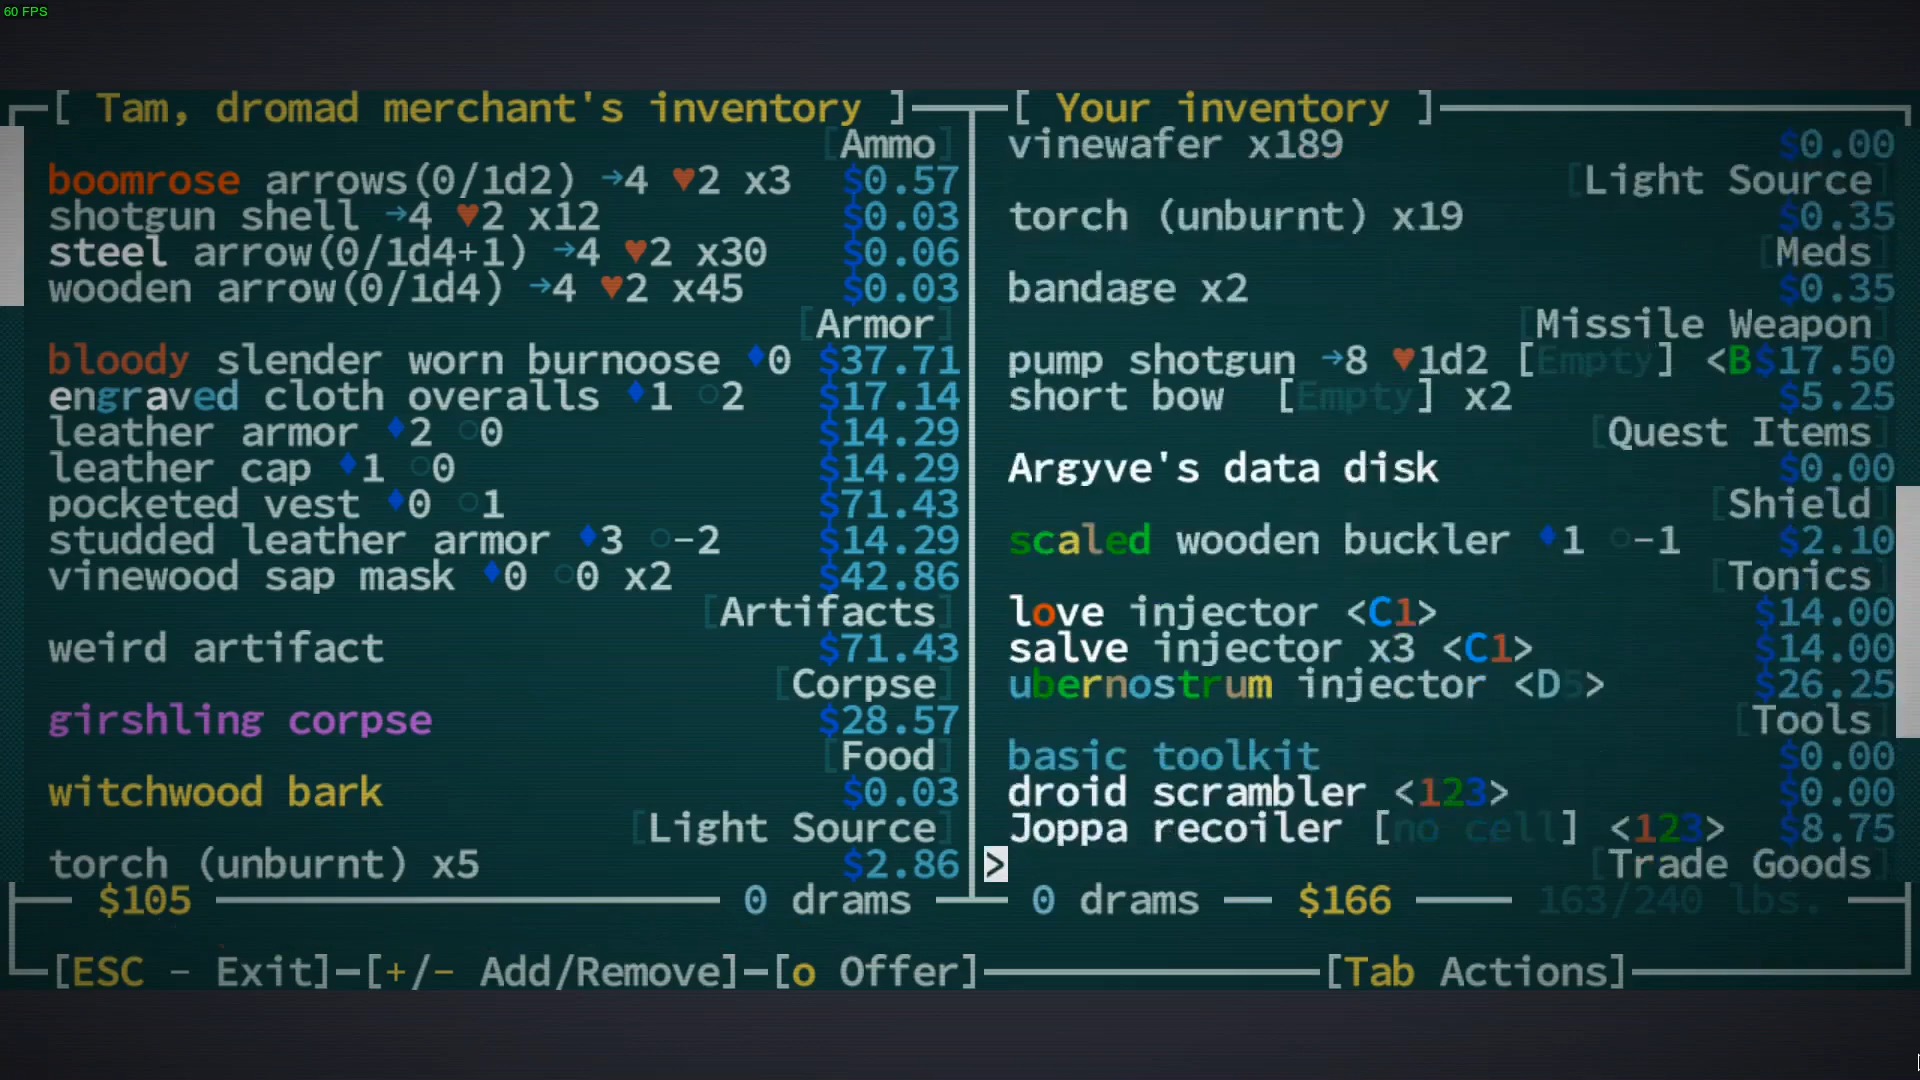 60 FPS
[ Tam, dromad merchant's inventory ]
[Ammo]
boomrose arrows(0/1d2) →4 ♥2 x3 $0.57
shotgun shell →4 ♥2 x12 $0.03
steel arrow(0/1d4+1) →4 ♥2 x30 $0.06
wooden arrow(0/1d4) →4 ♥2 x45 $0.03
[Armor]
bloody slender worn burnoose ♦0 $37.71
engraved cloth overalls ♦1 ○2 $17.14
leather armor ♦2 ○0 $14.29
leather cap ♦1 ○0 $14.29
pocketed vest ♦0 ○1 $71.43
studded leather armor ♦3 ○-2 $14.29
vinewood sap mask ♦0 ○0 x2 $42.86
[Artifacts]
weird artifact $71.43
[Corpse]
girshling corpse $28.57
[Food]
witchwood bark $0.03
[Light Source]
torch (unburnt) x5 $2.86
$105 0 drams
[ Your inventory ]
vinewafer x189 $0.00
[Light Source]
torch (unburnt) x19 $0.35
[Meds]
bandage x2 $0.35
[Missile Weapon]
pump shotgun →8 ♥1d2 [Empty] <B$17.50
short bow [Empty] x2 $5.25
[Quest Items]
Argyve's data disk $0.00
[Shield]
scaled wooden buckler ♦1 ○-1 $2.10
[Tonics]
love injector <C1> $14.00
salve injector x3 <C1> $14.00
ubernostrum injector <D5> $26.25
[Tools]
basic toolkit $0.00
droid scrambler <123> $0.00
Joppa recoiler [no cell] <123> $8.75
> [Trade Goods]
0 drams $166 163/240 lbs.
[ESC - Exit]-[+/- Add/Remove]-[o Offer] [Tab Actions]